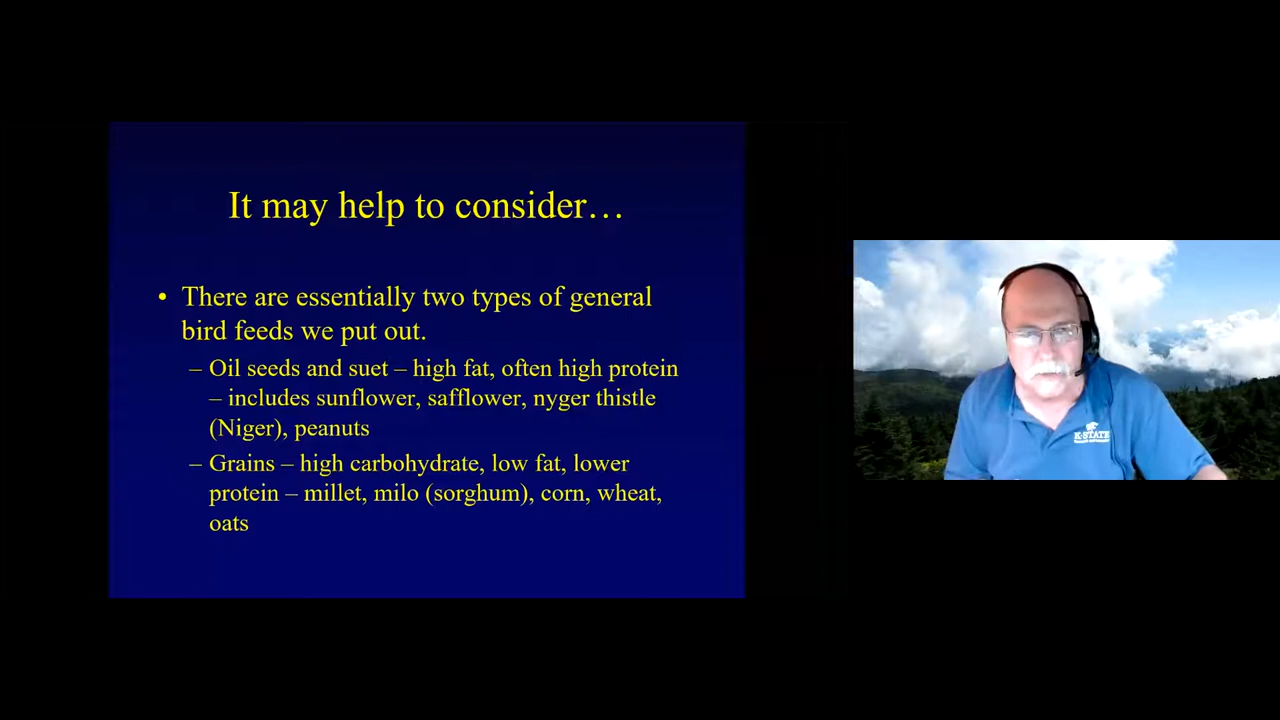 It may help to consider…
• There are essentially two types of general
bird feeds we put out.
– Oil seeds and suet – high fat, often high protein
– includes sunflower, safflower, nyger thistle
(Niger), peanuts
– Grains – high carbohydrate, low fat, lower
protein – millet, milo (sorghum), corn, wheat,
oats
K-STATE